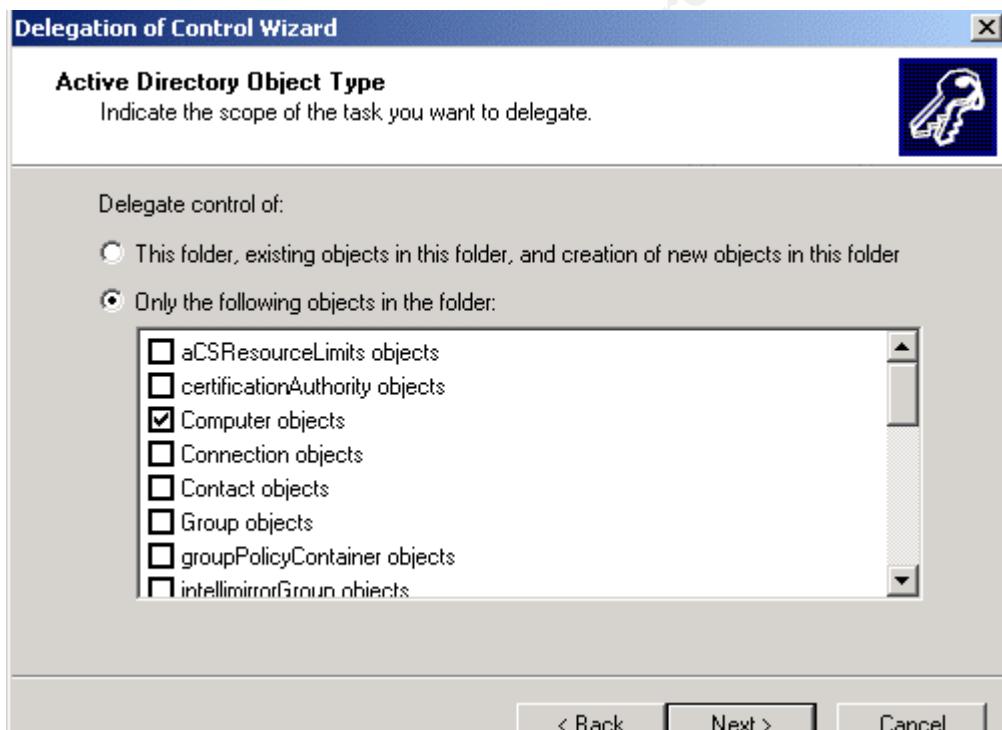 Delegation of Control Wizard
Active Directory Object Type
Indicate the scope of the task you want to delegate.
Delegate control of:
This folder, existing objects in this folder, and creation of new objects in this folder
Only the following objects in the folder:
aCSResourceLimits objects
certificationAuthority objects
Computer objects
Connection objects
Contact objects
Group objects
groupPolicyContainer objects
intellimirrorGroup objects
< Back
Next >
Cancel